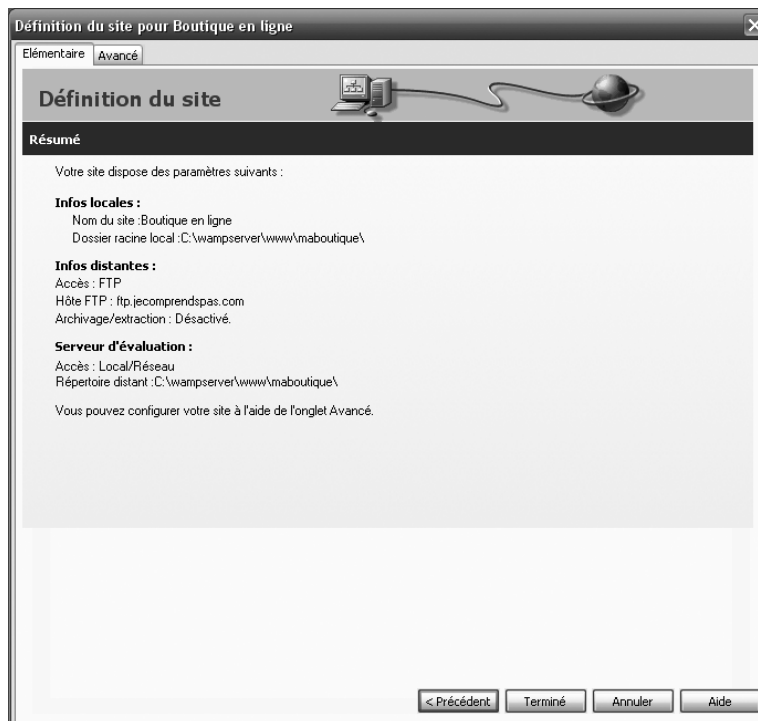 Définition du site pour Boutique en ligne
Elémentaire Avancé
Définition du site
Résumé
Votre site dispose des paramètres suivants :
Infos locales :
Nom du site :Boutique en ligne
Dossier racine local :C:\wampserver\www\maboutique\
Infos distantes :
Accès : FTP
Hôte FTP : ftp.jecomprendspas.com
Archivage/extraction : Désactivé.
Serveur d'évaluation :
Accès : Local/Réseau
Répertoire distant :C:\wampserver\www\maboutique\
Vous pouvez configurer votre site à l'aide de l'onglet Avancé.
< Précédent Terminé Annuler Aide